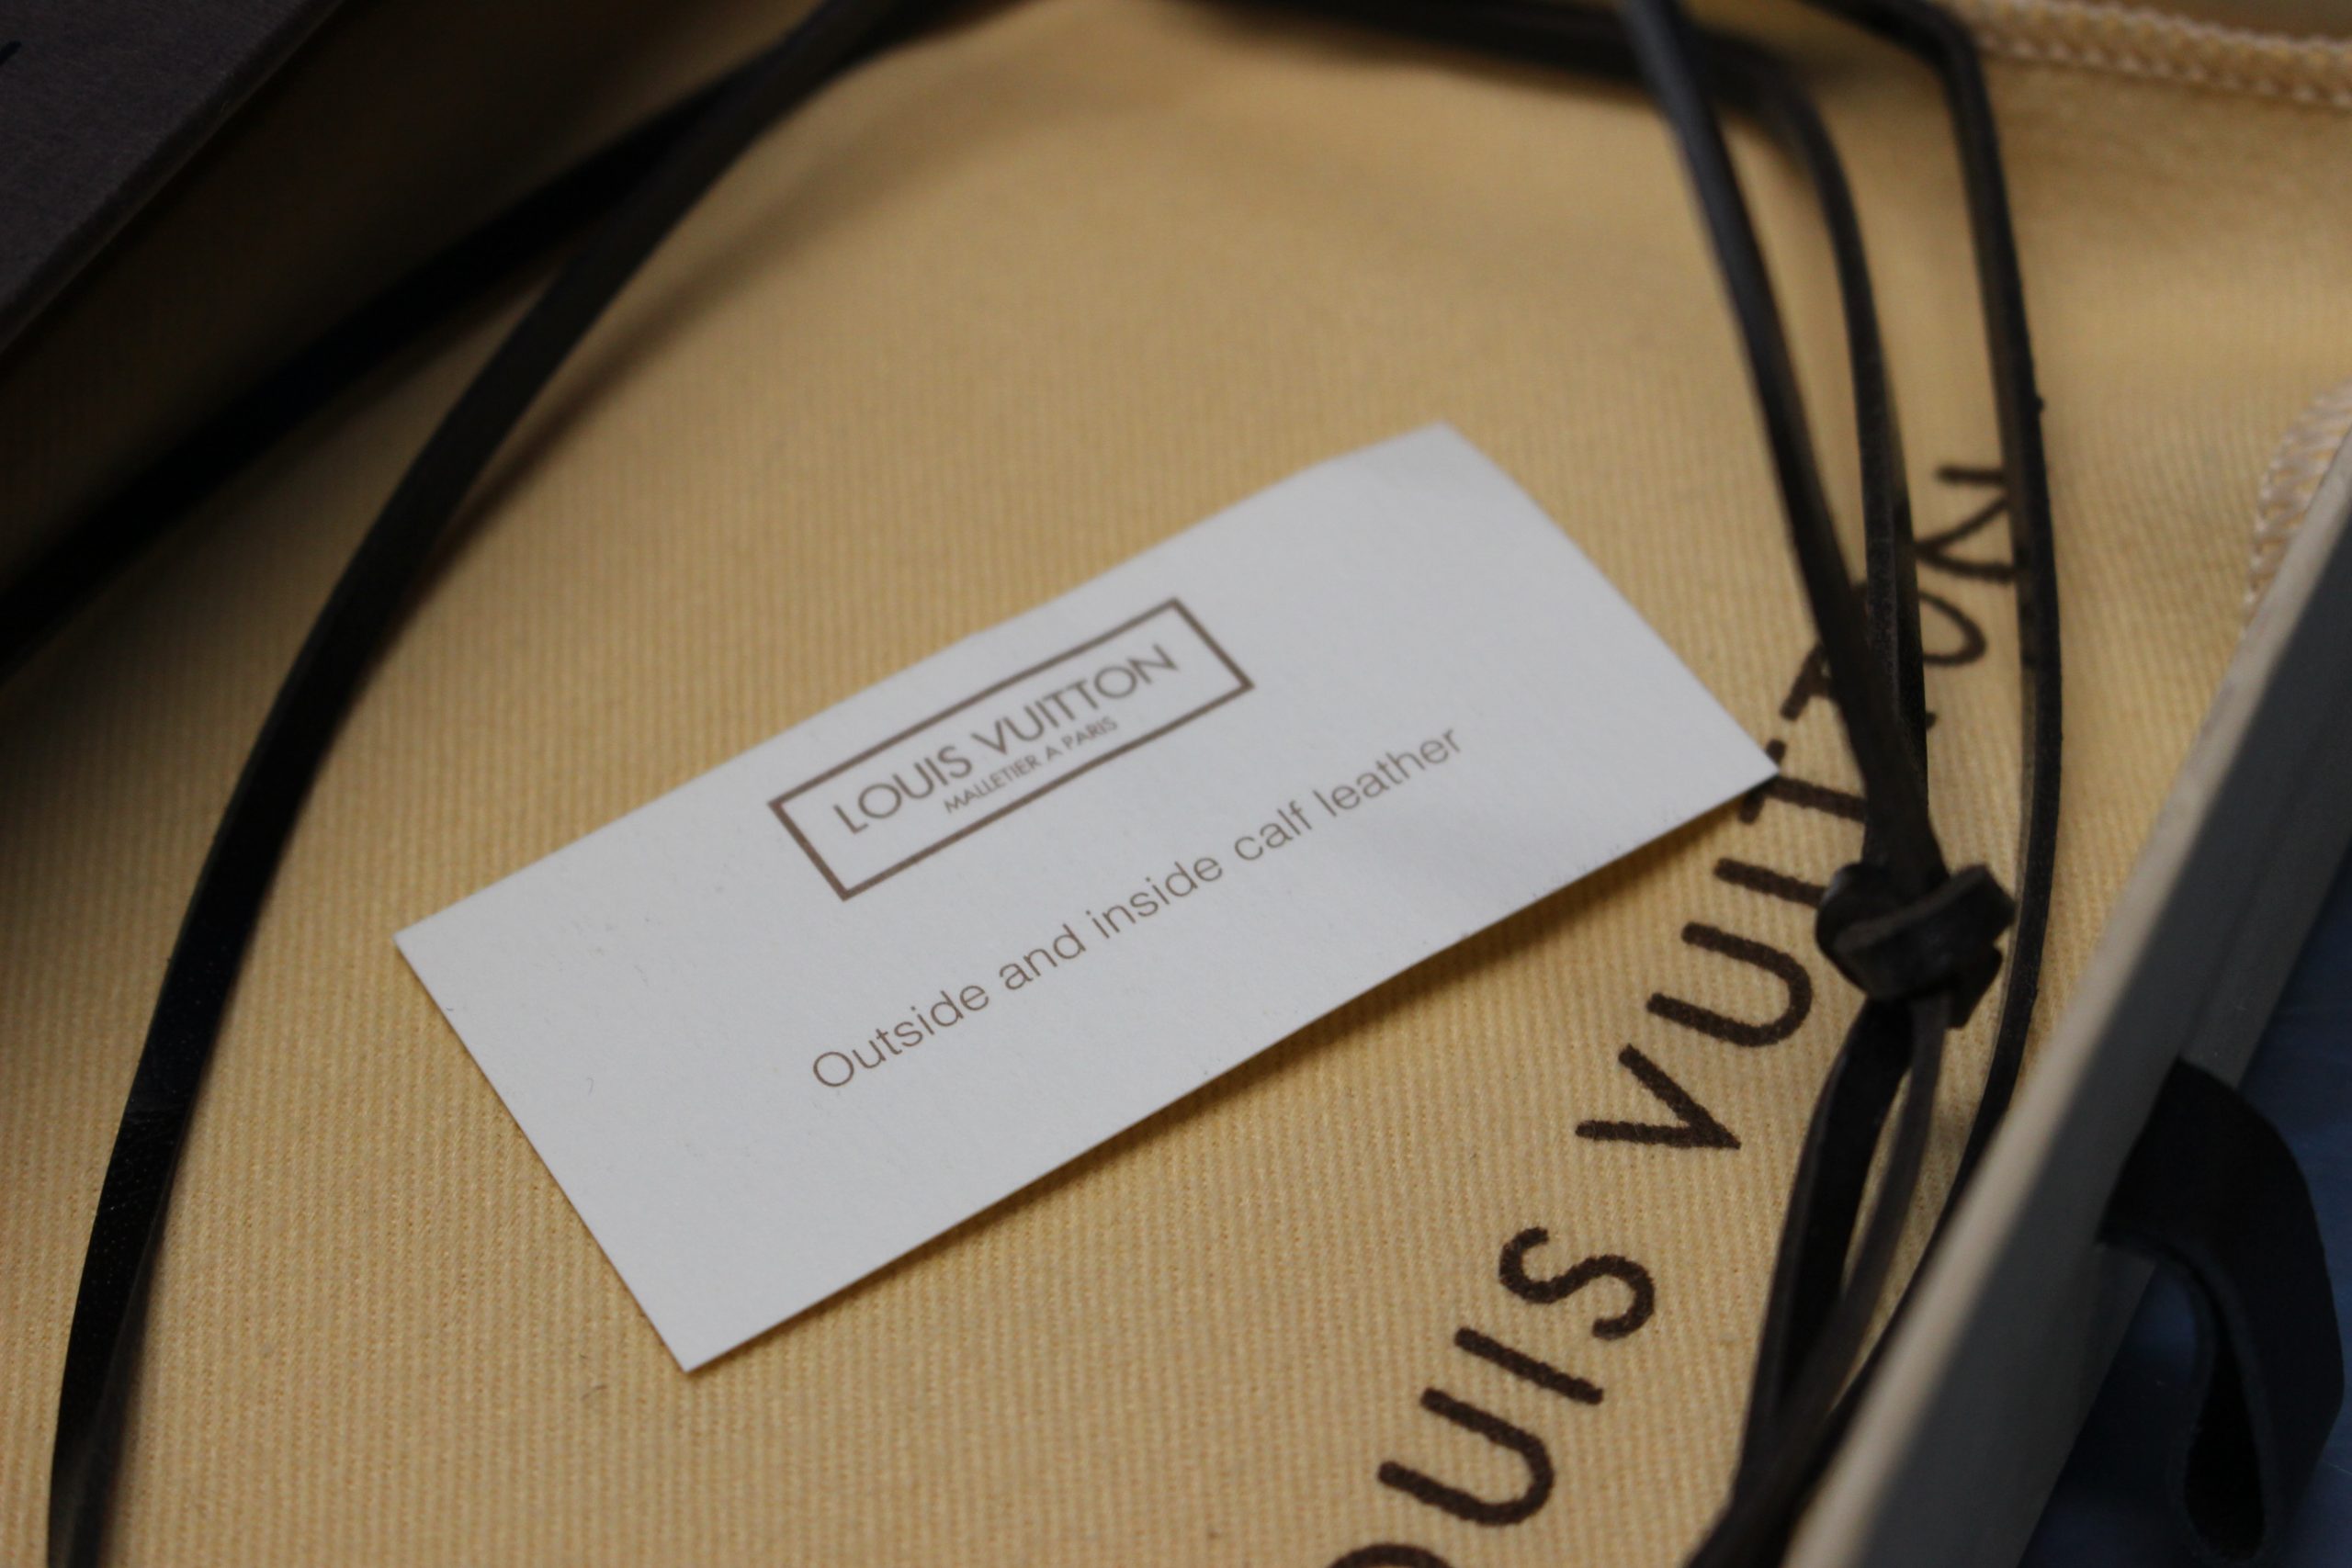 LOUIS VUITTON
MALLETIER A PARIS
Outside and inside calf leather
OUIS VUITTON